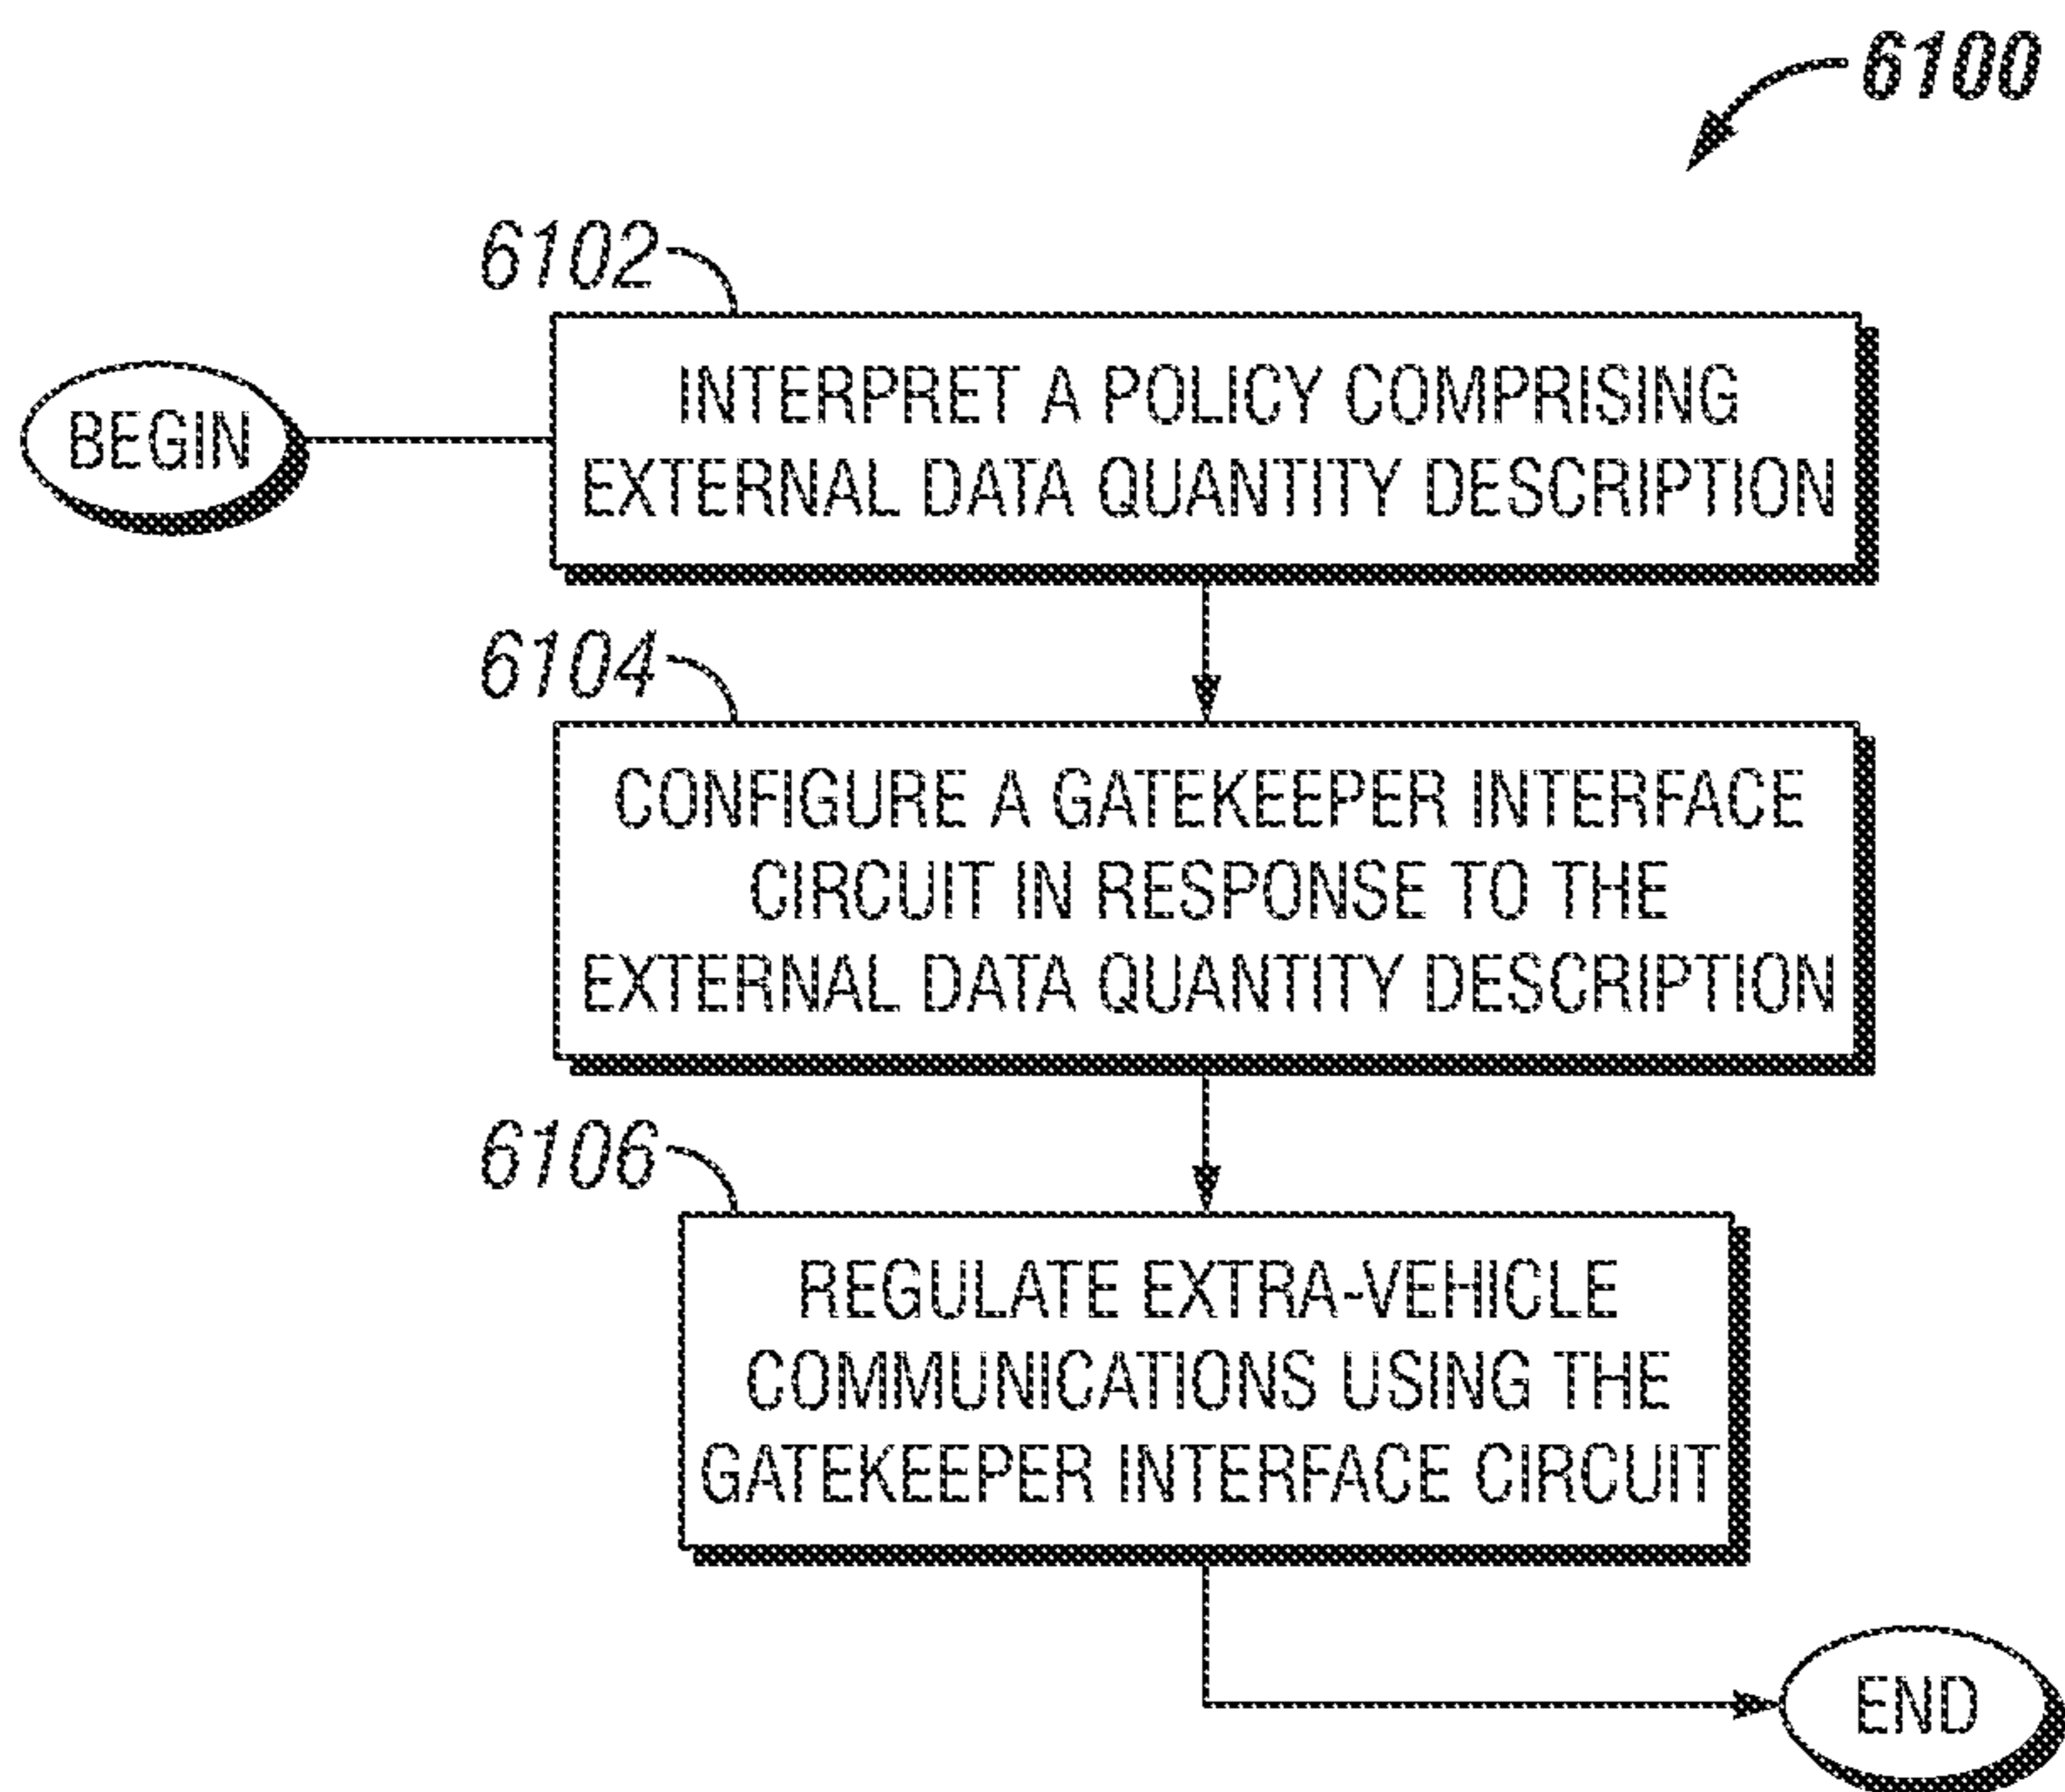 6100
6102
BEGIN
INTERPRET A POLICY COMPRISING
EXTERNAL DATA QUANTITY DESCRIPTION
6104
CONFIGURE A GATEKEEPER INTERFACE
CIRCUIT IN RESPONSE TO THE
EXTERNAL DATA QUANTITY DESCRIPTION
6106
REGULATE EXTRA-VEHICLE
COMMUNICATIONS USING THE
GATEKEEPER INTERFACE CIRCUIT
END